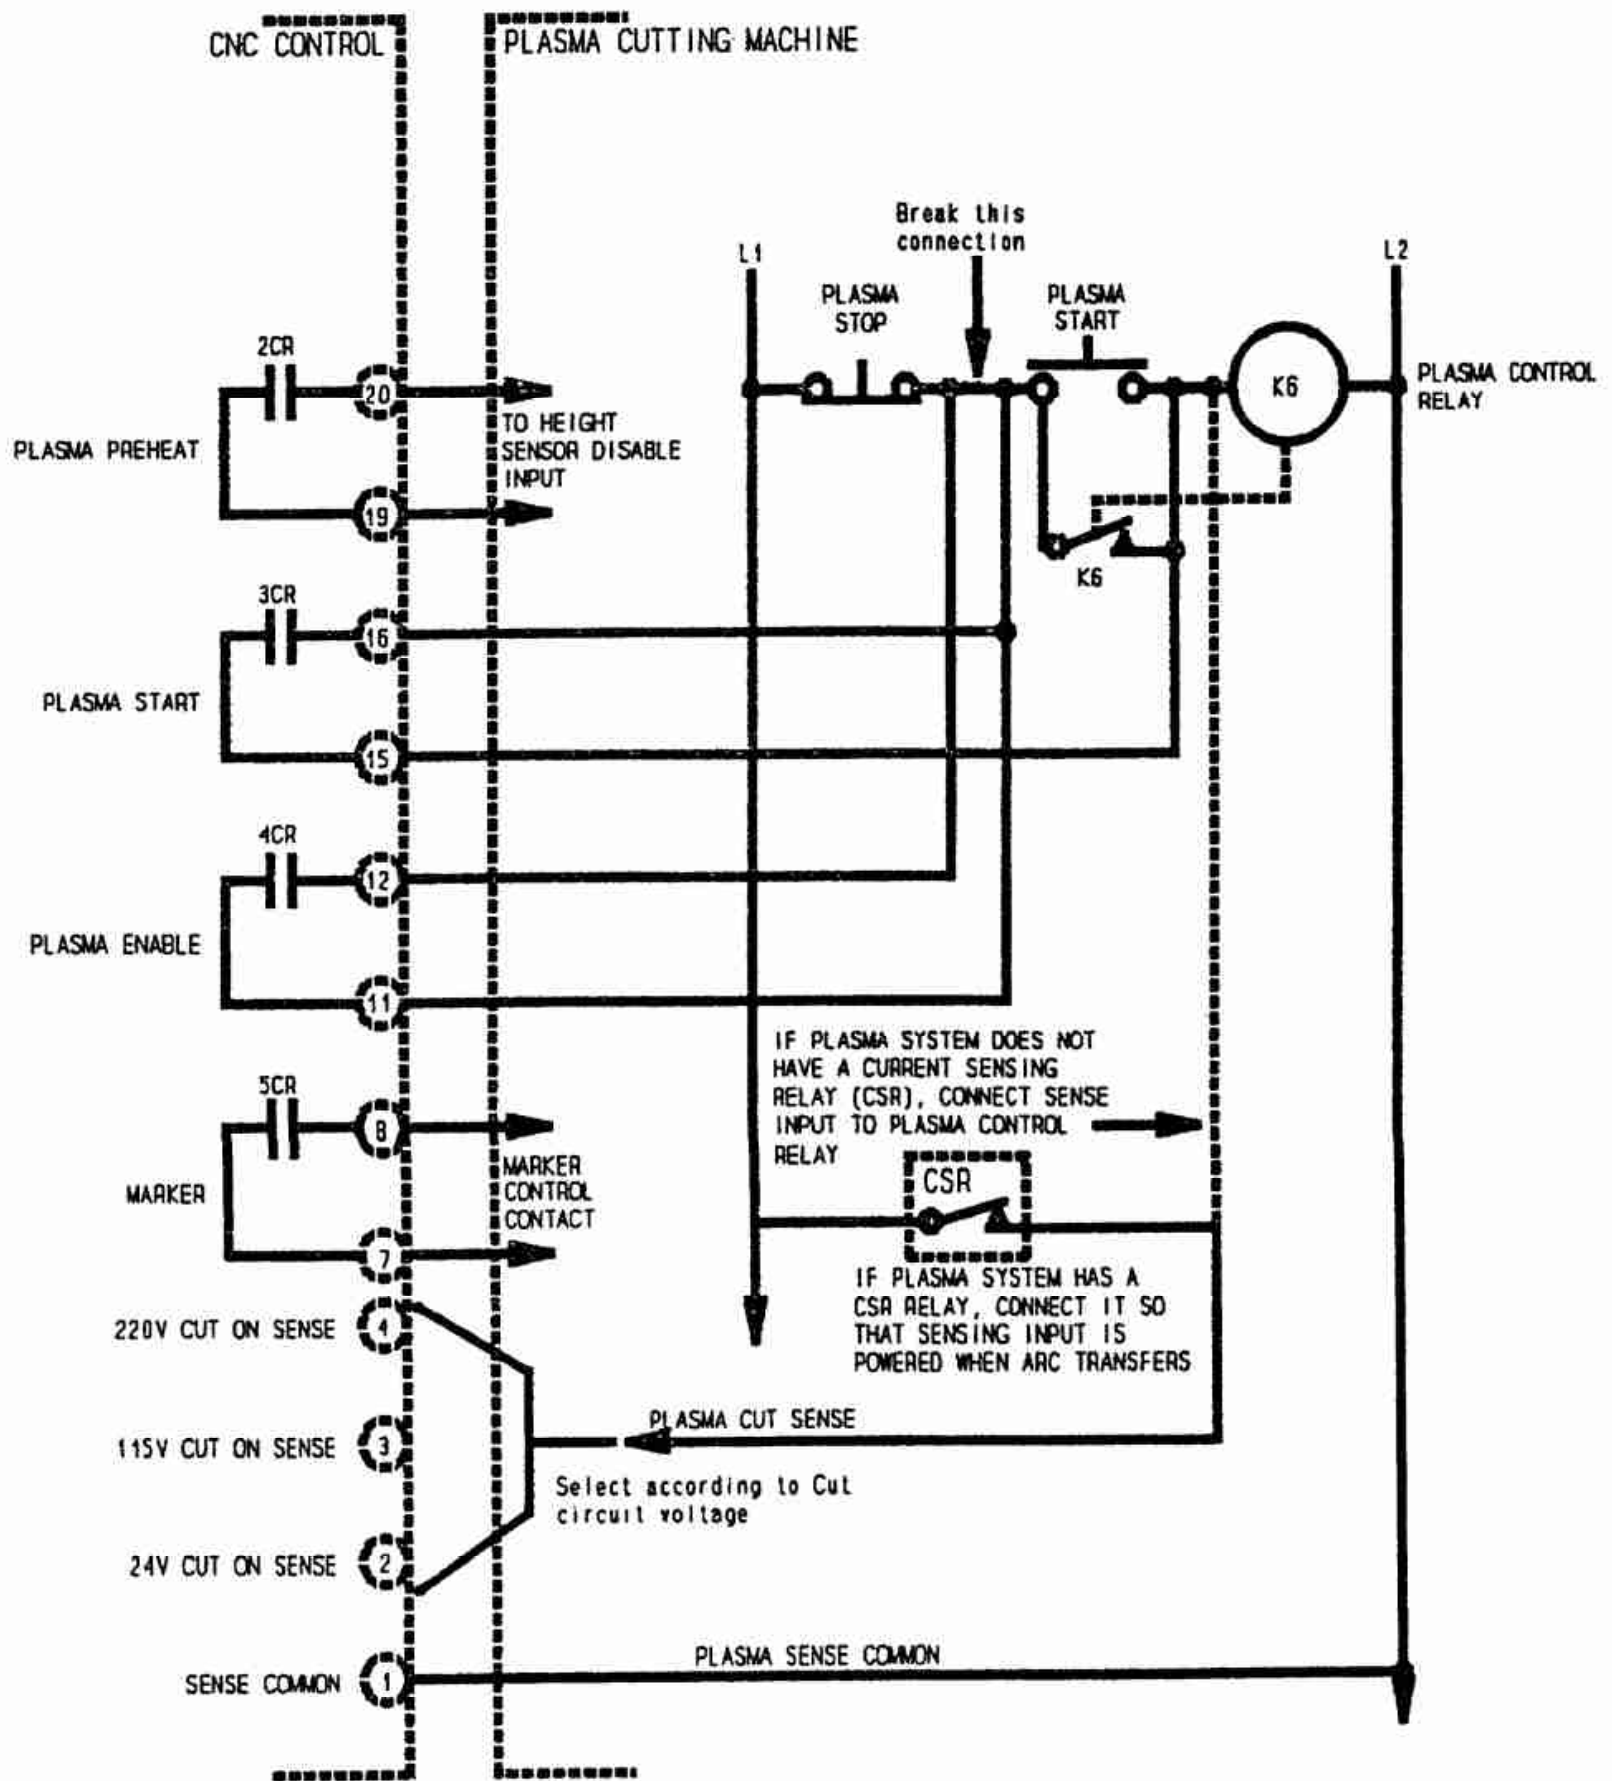 CNC CONTROL
PLASMA CUTTING MACHINE
Break this
connection
L1
L2
PLASMA
STOP
PLASMA
START
K6
PLASMA CONTROL
RELAY
2CR
20
TO HEIGHT
SENSOR DISABLE
INPUT
PLASMA PREHEAT
19
K6
3CR
16
PLASMA START
15
4CR
12
PLASMA ENABLE
11
IF PLASMA SYSTEM DOES NOT
HAVE A CURRENT SENSING
RELAY (CSR), CONNECT SENSE
INPUT TO PLASMA CONTROL
RELAY
5CR
8
MARKER
CONTROL
CONTACT
MARKER
7
CSR
IF PLASMA SYSTEM HAS A
CSR RELAY, CONNECT IT SO
THAT SENSING INPUT IS
POWERED WHEN ARC TRANSFERS
220V CUT ON SENSE
4
PLASMA CUT SENSE
115V CUT ON SENSE
3
Select according to Cut
circuit voltage
24V CUT ON SENSE
2
PLASMA SENSE COMMON
SENSE COMMON
1